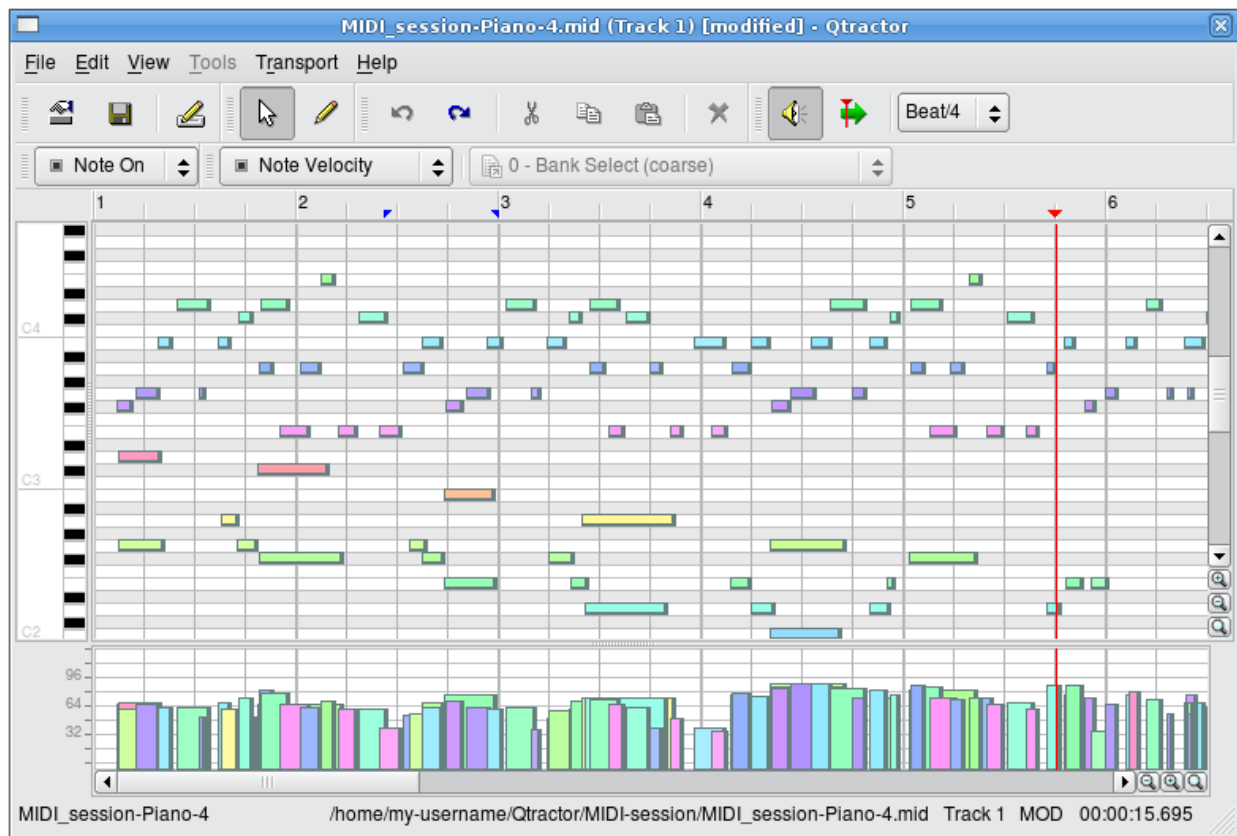 MIDI_session-Piano-4.mid (Track 1) [modified] - Qtractor
File Edit View Tools Transport Help
Beat/4
Note On Note Velocity 0 - Bank Select (coarse)
1 2 3 4 5 6
C4
C3
C2
96
64
32
MIDI_session-Piano-4 /home/my-username/Qtractor/MIDI-session/MIDI_session-Piano-4.mid Track 1 MOD 00:00:15.695